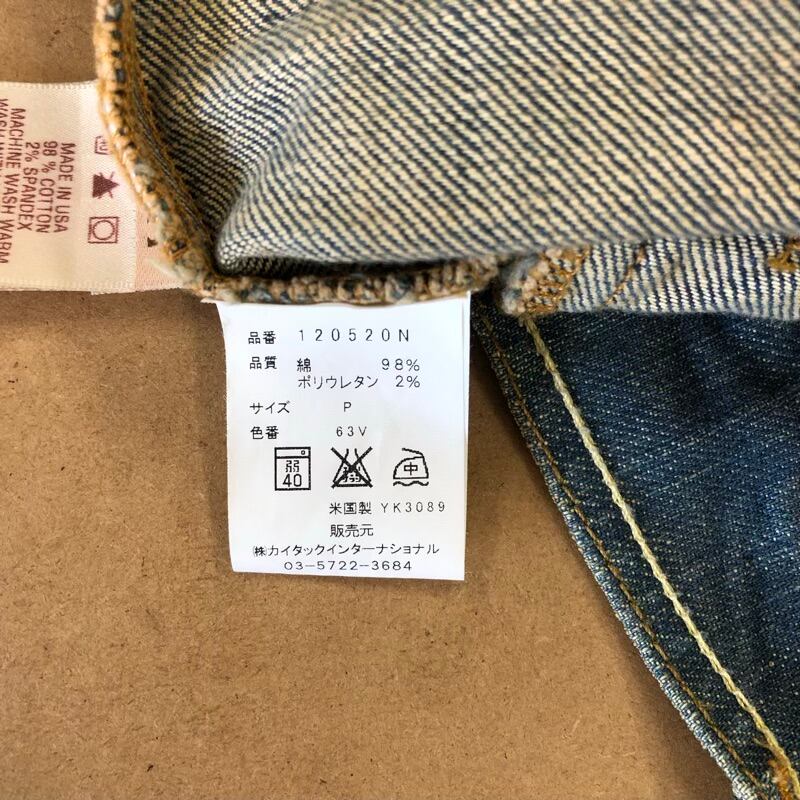 MADE IN USA
98 % COTTON
2% SPANDEX
MACHINE WASH WARM
品番 120520N
品質 綿 98%
ポリウレタン 2%
サイズ P
色番 63V
弱
40
中
米国製 YK3089
販売元
㈱カイタックインターナショナル
03-5722-3684